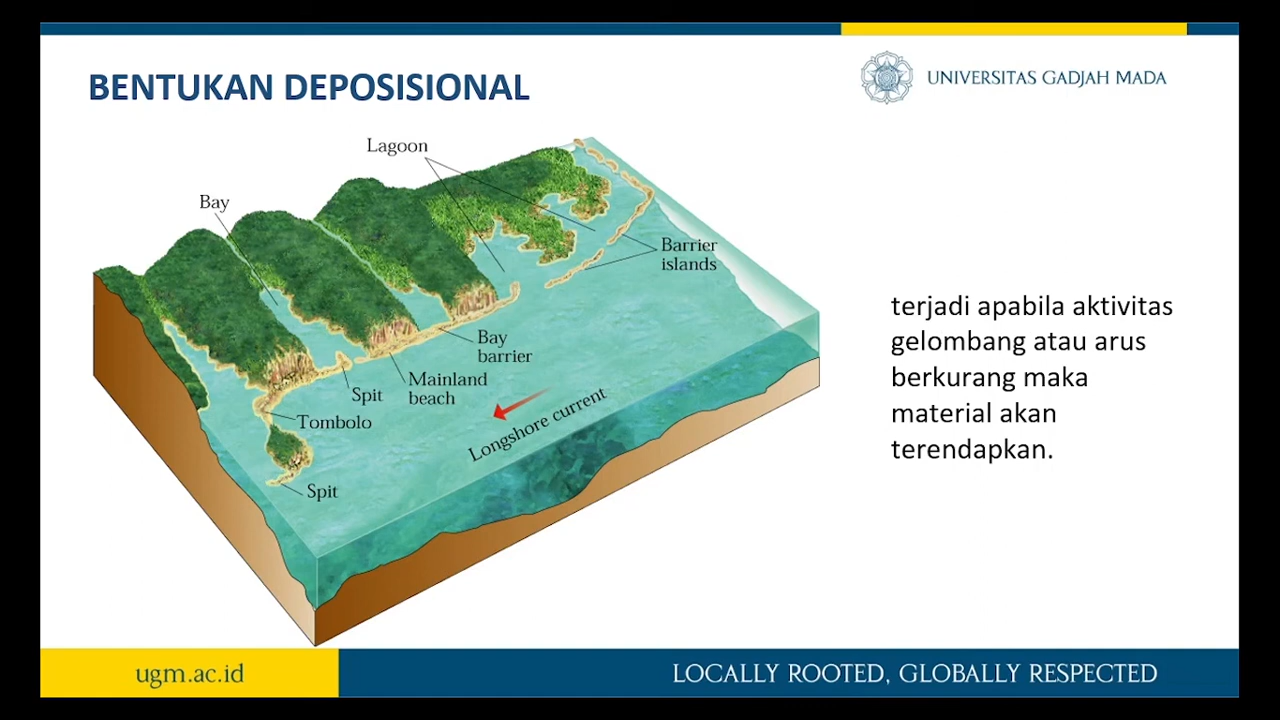 BENTUKAN DEPOSISIONAL
UNIVERSITAS GADJAH MADA
Lagoon
Bay
Barrier
islands
Bay
barrier
Mainland
beach
Spit
Tombolo
Longshore current
Spit
terjadi apabila aktivitas
gelombang atau arus
berkurang maka
material akan
terendapkan.
ugm.ac.id
LOCALLY ROOTED, GLOBALLY RESPECTED